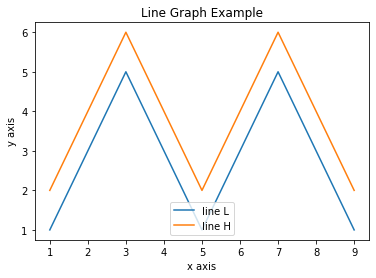 Line Graph Example
6
5
4
3
2
1
y axis
line L
line H
1 2 3 4 5 6 7 8 9
x axis